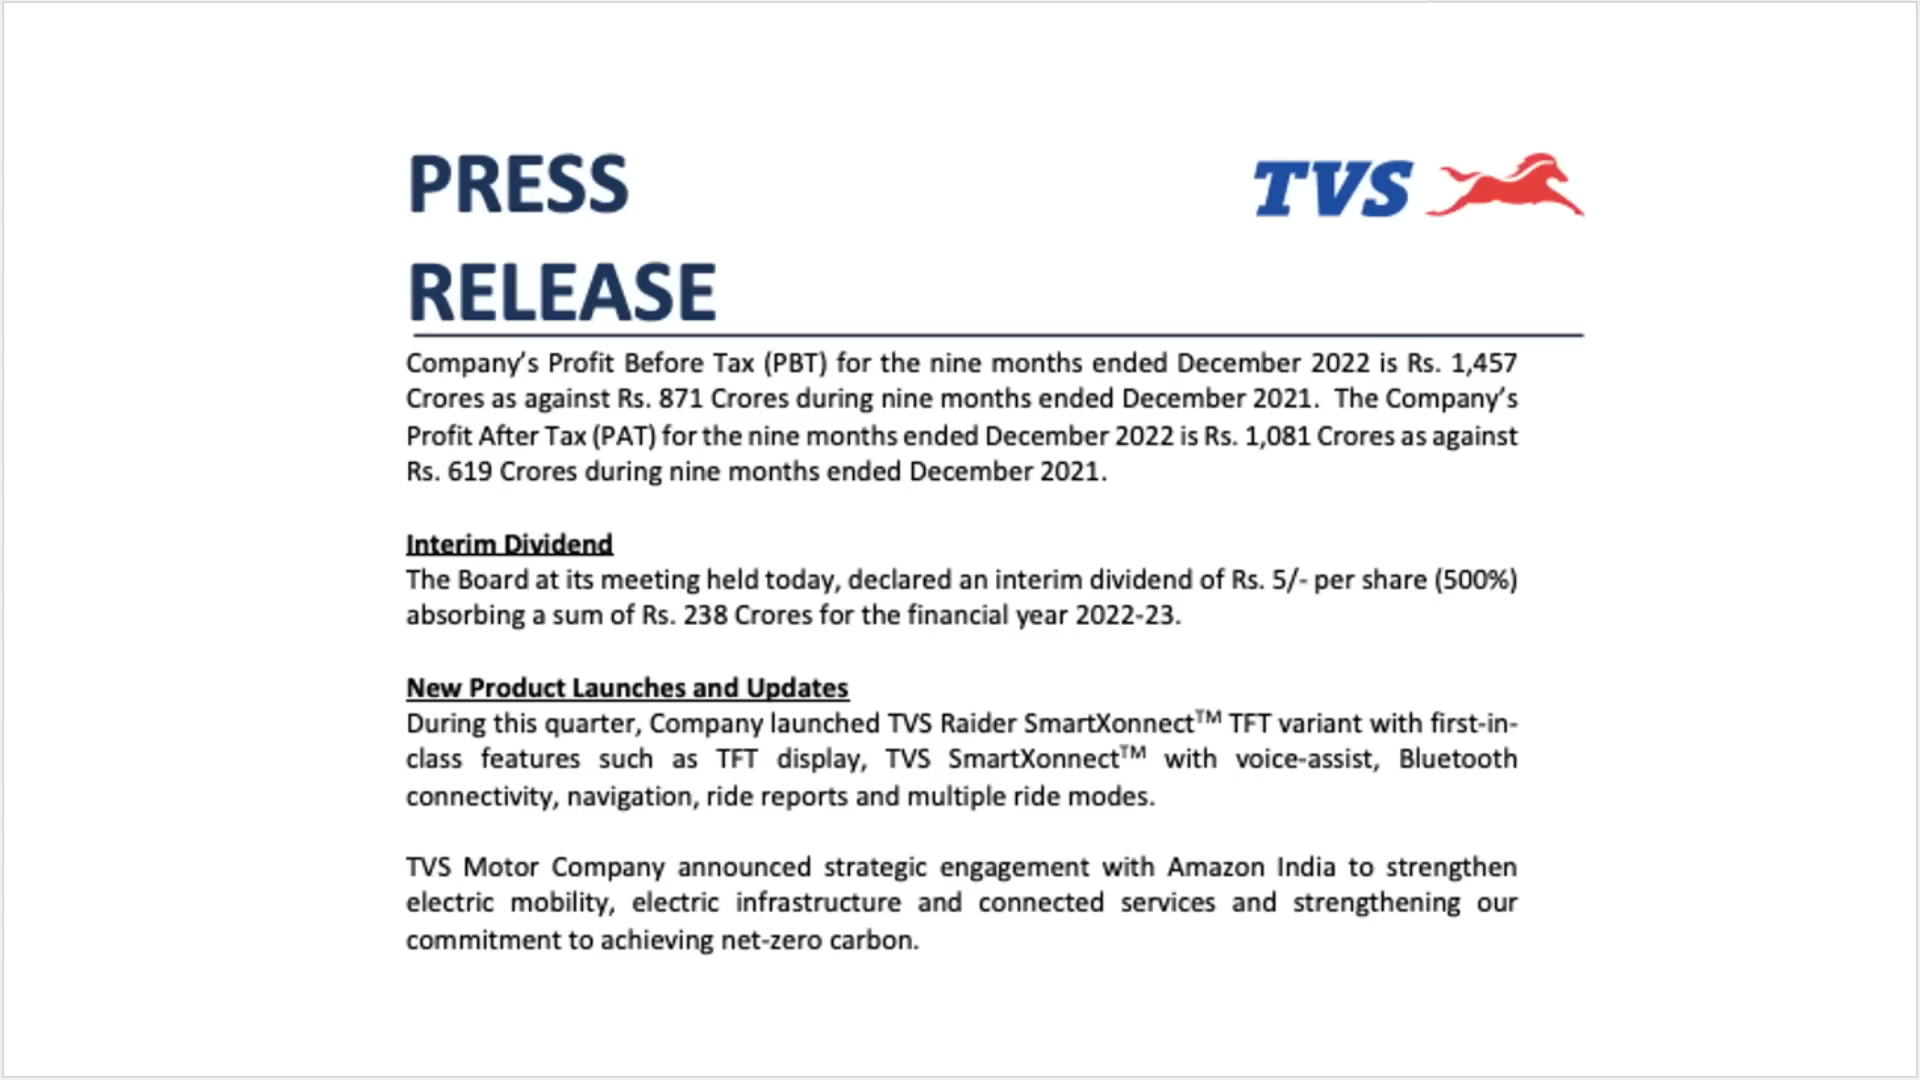 PRESS
RELEASE
TVS
Company's Profit Before Tax (PBT) for the nine months ended December 2022 is Rs. 1,457
Crores as against Rs. 871 Crores during nine months ended December 2021. The Company's
Profit After Tax (PAT) for the nine months ended December 2022 is Rs. 1,081 Crores as against
Rs. 619 Crores during nine months ended December 2021.
Interim Dividend
The Board at its meeting held today, declared an interim dividend of Rs. 5/- per share (500%)
absorbing a sum of Rs. 238 Crores for the financial year 2022-23.
New Product Launches and Updates
During this quarter, Company launched TVS Raider SmartXonnect™ TFT variant with first-in-
class features such as TFT display, TVS SmartXonnect™ with voice-assist, Bluetooth
connectivity, navigation, ride reports and multiple ride modes.
TVS Motor Company announced strategic engagement with Amazon India to strengthen
electric mobility, electric infrastructure and connected services and strengthening our
commitment to achieving net-zero carbon.